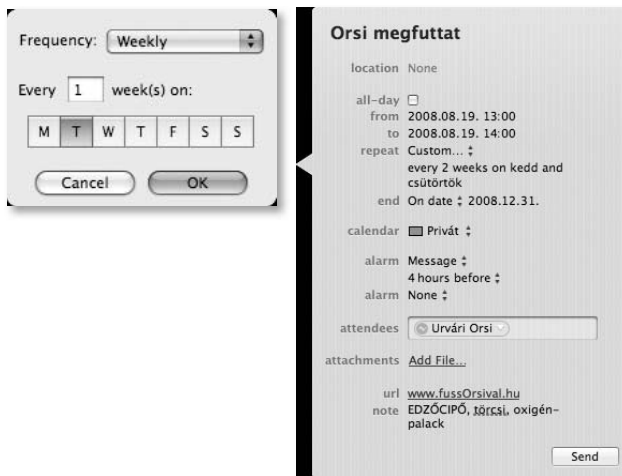 Frequency: Weekly
Every 1 week(s) on:
M T W T F S S
Cancel OK
Orsi megfuttat
location None
all-day
from 2008.08.19. 13:00
to 2008.08.19. 14:00
repeat Custom...
every 2 weeks on kedd and
csütörtök
end On date 2008.12.31.
calendar Privát
alarm Message
4 hours before
alarm None
attendees Urvári Orsi
attachments Add File...
url www.fussOrsival.hu
note EDZŐCIPŐ, törcsi, oxigén-
palack
Send